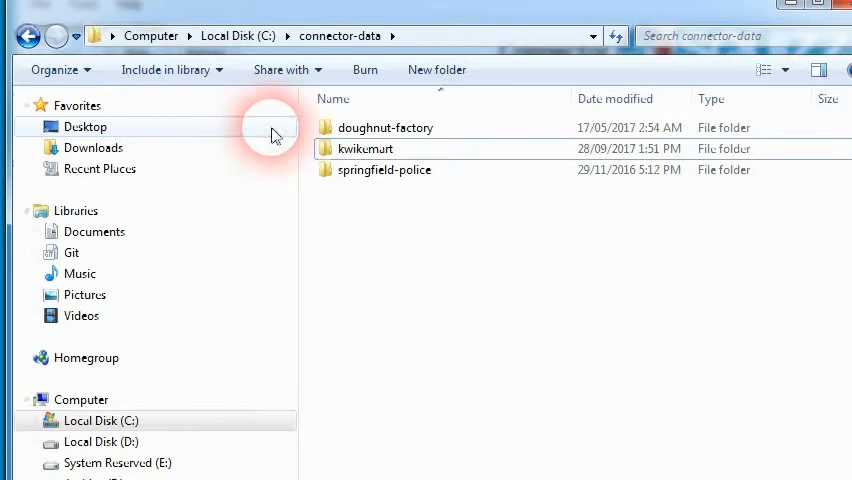 Computer Local Disk (C:) connector-data Search connector-data
Organize Include in library Share with Burn New folder
Name Date modified Type Size
Favorites
Desktop
Downloads
Recent Places
Libraries
Documents
Git
Music
Pictures
Videos
Homegroup
Computer
Local Disk (C:)
Local Disk (D:)
System Reserved (E:)
doughnut-factory 17/05/2017 2:54 AM File folder
kwikemart 28/09/2017 1:51 PM File folder
springfield-police 29/11/2016 5:12 PM File folder